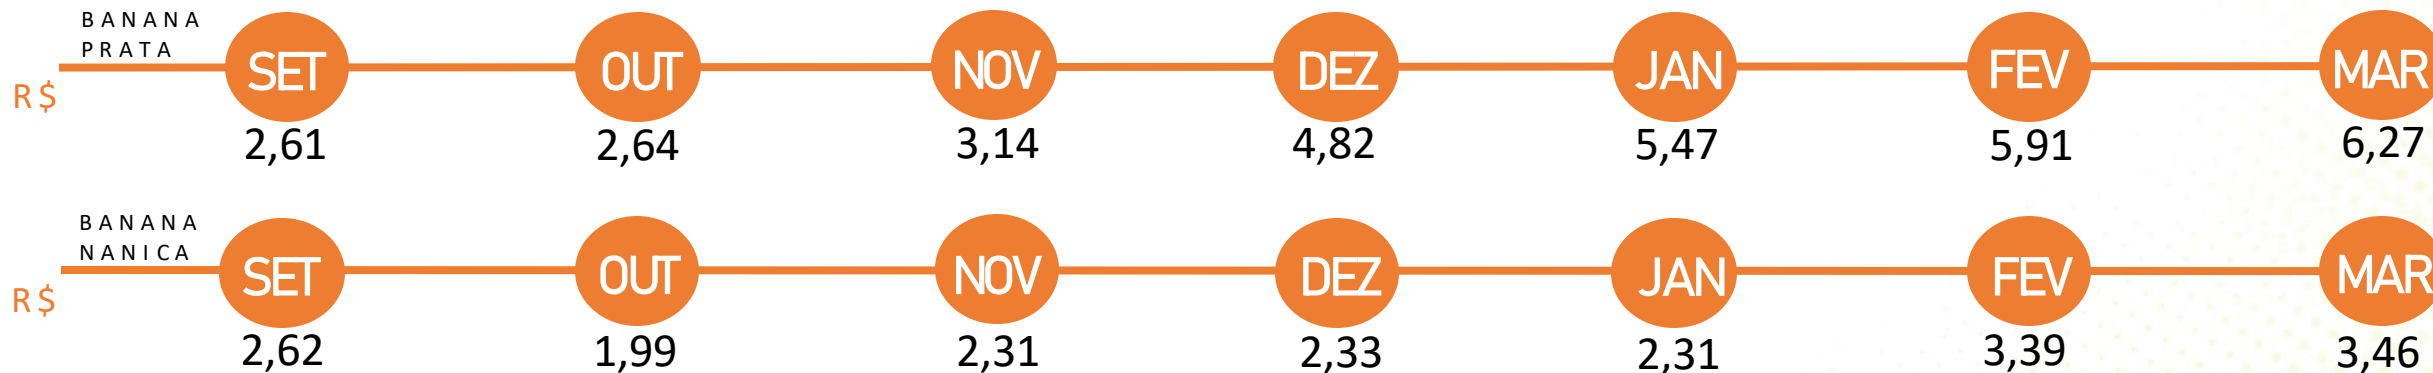 BANANA
PRATA
R$
SET OUT NOV DEZ JAN FEV MAR
2,61 2,64 3,14 4,82 5,47 5,91 6,27
BANANA
NANICA
R$
SET OUT NOV DEZ JAN FEV MAR
2,62 1,99 2,31 2,33 2,31 3,39 3,46